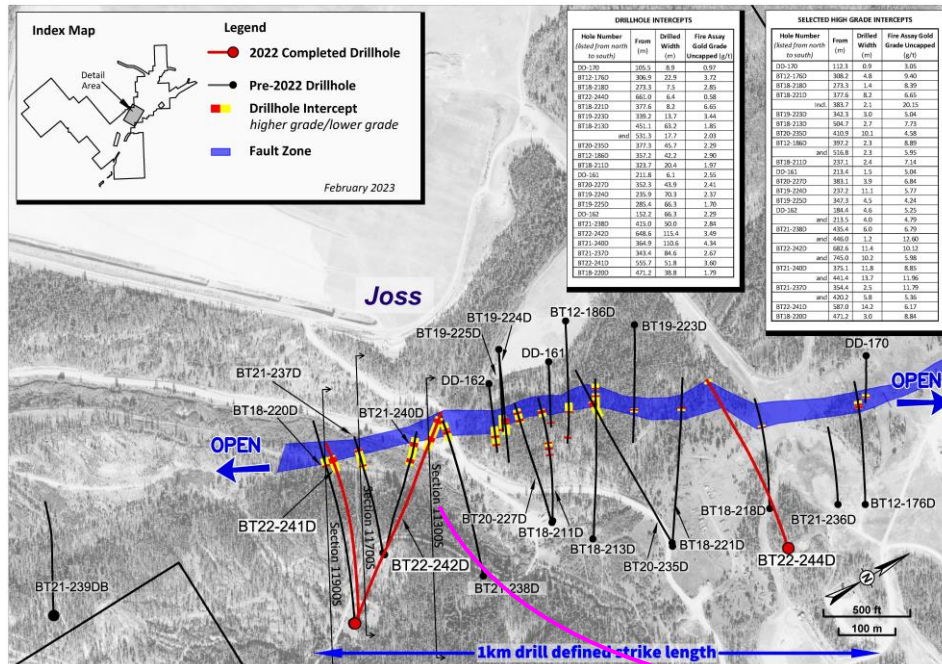 Index Map
Detail
Area
Legend
2022 Completed Drillhole
Pre-2022 Drillhole
Drillhole Intercept
higher grade/lower grade
Fault Zone
February 2023
DRILLHOLE INTERCEPTS
Hole Number (listed from north to south) From (m) Drilled Width (m) Fire Assay Gold Grade Uncapped (g/t)
DD-170 105.5 8.9 0.97
BT12-176D 306.9 22.9 3.72
BT18-218D 273.3 7.5 2.85
BT22-244D 661.0 6.4 0.58
BT18-221D 377.6 8.2 6.65
BT19-223D 339.2 13.7 3.44
BT18-213D 451.1 63.2 1.85
and 531.3 17.7 2.03
BT20-235D 377.3 45.7 2.29
BT12-186D 357.2 42.2 2.90
BT18-211D 323.7 20.4 1.97
DD-161 211.8 6.1 2.55
BT20-227D 352.3 43.9 2.41
BT19-224D 235.9 70.3 2.37
BT19-225D 285.4 66.3 1.70
DD-162 152.2 66.3 2.29
BT21-238D 415.0 50.0 2.84
BT22-242D 648.6 115.4 3.49
BT21-240D 364.9 110.6 4.34
BT21-237D 343.4 84.6 2.67
BT22-241D 555.7 51.8 3.60
BT18-220D 471.2 38.8 1.79
SELECTED HIGH GRADE INTERCEPTS
Hole Number (listed from north to south) From (m) Drilled Width (m) Fire Assay Gold Grade Uncapped (g/t)
DD-170 112.3 0.9 3.05
BT12-176D 308.2 4.8 9.40
BT18-218D 273.3 1.4 8.39
BT18-221D 377.6 8.2 6.65
incl. 383.7 2.1 20.15
BT19-223D 342.3 3.0 5.04
BT18-213D 504.7 2.7 7.73
BT20-235D 410.9 10.1 4.58
BT12-186D 397.2 2.3 8.89
and 516.8 2.3 5.95
BT18-211D 237.1 2.4 7.14
DD-161 213.4 1.5 5.04
BT20-227D 383.1 3.9 6.84
BT19-224D 237.2 11.1 5.77
BT19-225D 347.3 4.5 4.24
DD-162 184.4 4.6 5.25
and 213.5 4.0 4.79
BT21-238D 435.4 6.0 6.79
and 446.0 1.2 12.60
BT22-242D 682.6 11.4 10.12
and 745.0 10.2 5.98
BT21-240D 375.1 11.8 8.85
and 441.4 13.7 11.96
BT21-237D 354.4 2.5 11.79
and 420.2 5.8 5.36
BT22-241D 587.0 14.2 6.17
BT18-220D 471.2 3.0 8.84
Joss
BT19-224D
BT19-225D
BT12-186D
BT19-223D
DD-161
DD-170
DD-162
BT21-237D
BT18-220D
BT21-240D
OPEN
OPEN
BT22-241D
BT20-227D
BT18-211D
BT18-213D
BT18-221D
BT20-235D
BT18-218D
BT21-236D
BT12-176D
BT22-244D
BT22-242D
BT21-238D
BT21-239DB
Section 11900S
Section 11700S
Section 11300S
N
500 ft
100 m
1km drill defined strike length